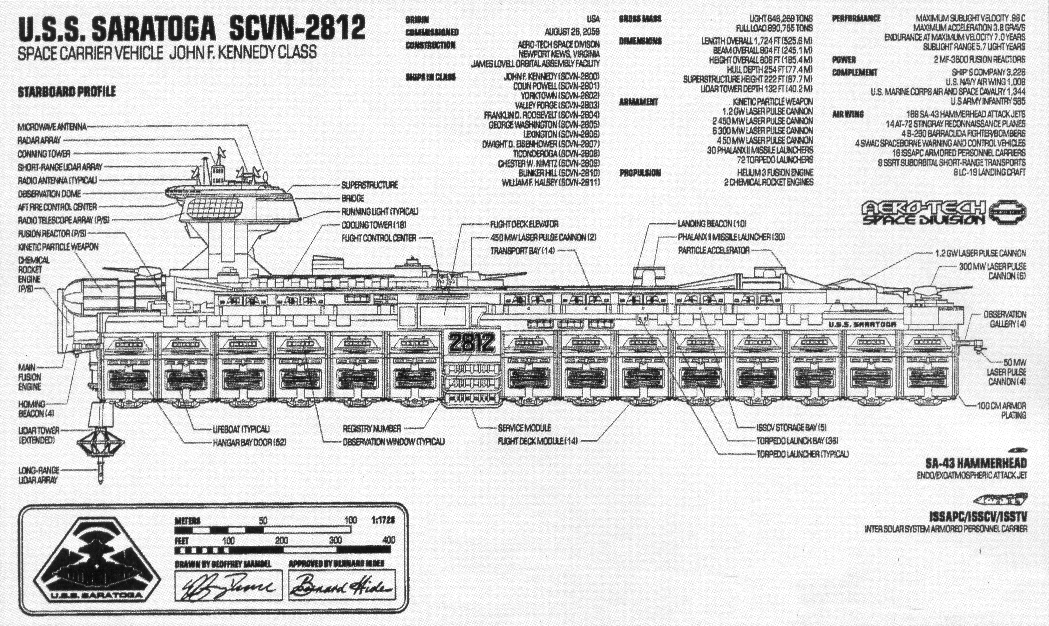 U.S.S. SARATOGA SCVN-2812
SPACE CARRIER VEHICLE JOHN F. KENNEDY CLASS
STARBOARD PROFILE
ORIGIN USA
COMMISSIONED
CONSTRUCTION AERO-TECH SPACE DIVISON
NEWPORT NEWS, VIRGINIA
JAMES LOVELL ORBITAL ASSEMBLY FACILITY
SHIPS IN CLASS JOHN F. KENNEDY (SCVN-2800)
COLIN POWELL (SCVN-2801)
YORKTOWN (SCVN-2802)
VALLEY FORGE (SCVN-2803)
FRANKLIN D. ROOSEVELT (SCVN-2804)
GEORGE WASHINGTON (SCVN-2805)
LEXINGTON (SCVN-2806)
DWIGHT D. EISENHOWER (SCVN-2807)
TICONDEROGA (SCVN-2808)
CHESTER W. NIMITZ (SCVN-2809)
BUNKER HILL (SCVN-2810)
WILLIAM F. HALSEY (SCVN-2811)
GROSS MASS LIGHT 646,269 TONS
FULL LOAD 890,765 TONS
DIMENSIONS LENGTH OVERALL 1,724 FT (525.6 M)
BEAM OVERALL 804 FT (245.1 M)
HEIGHT OVERALL 608 FT (185.4 M)
HULL DEPTH 254 FT (77.4 M)
SUPERSTRUCTURE HEIGHT 222 FT (67.7 M)
LIDAR TOWER DEPTH 132 FT (40.2 M)
ARMAMENT KINETIC PARTICLE WEAPON
1.2 GW LASER PULSE CANNON
2 450 MW LASER PULSE CANNON
6 300 MW LASER PULSE CANNON
4 50 MW LASER PULSE CANNON
30 PHALANX II MISSILE LAUNCHERS
72 TORPEDO LAUNCHERS
PROPULSION HELIUM 3 FUSION ENGINE
2 CHEMICAL ROCKET ENGINES
PERFORMANCE MAXIMUM SUBLIGHT VELOCITY
MAXIMUM ACCELERATION 3.8 GRAVS
ENDURANCE AT MAXIMUM VELOCITY 7.0 YEARS
SUBLIGHT RANGE 5.7 LIGHT YEARS
POWER 2 MF-3600 FUSION REACTORS
COMPLEMENT SHIP'S COMPANY 3,228
U.S. NAVY AIR WING 1,009
U.S. MARINE CORPS AIR AND SPACE CAVALRY 1,344
U.S ARMY INFANTRY 585
AIR WING SA-43 HAMMERHEAD ATTACK JETS
14 AT-72 STINGRAY RECONNAISSANCE PLANES
4 B-290 BARRACUDA FIGHTER/BOMBERS
4 SWAC SPACEBORNE WARNING AND CONTROL VEHICLES
16 ISSAPC ARMORED PERSONNEL CARRIERS
8 SSRT SUBORBITAL SHORT-RANGE TRANSPORTS
8 LC-19 LANDING CRAFT
AERO-TECH
SPACE DIVISION
MICROWAVE ANTENNA
RADAR ARRAY
CONNING TOWER
SHORT-RANGE LIDAR ARRAY
RADIO ANTENNA (TYPICAL)
OBSERVATION DOME
AFT FIRE CONTROL CENTER
RADIO TELESCOPE ARRAY (P/S)
FUSION REACTOR (P/S)
KINETIC PARTICLE WEAPON
CHEMICAL
ROCKET
ENGINE
(P/S)
SUPERSTRUCTURE
BRIDGE
RUNNING LIGHT (TYPICAL)
COOLING TOWER (18)
FLIGHT CONTROL CENTER
FLIGHT DECK ELEVATOR
450 MW LASER PULSE CANNON (2)
TRANSPORT BAY (14)
LANDING BEACON (10)
PHALANX II MISSILE LAUNCHER (30)
PARTICLE ACCELERATOR
1.2 GW LASER PULSE CANNON
300 MW LASER PULSE
CANNON (6)
OBSERVATION
GALLERY (4)
U.S.S. SARATOGA
2812
50 MW
LASER PULSE
CANNON (4)
100 CM ARMOR
PLATING
MAIN
FUSION
ENGINE
HOMING
BEACON (4)
LIDAR TOWER
(EXTENDED)
LONG-RANGE
LIDAR ARRAY
LIFEBOAT (TYPICAL)
HANGAR BAY DOOR (52)
REGISTRY NUMBER
OBSERVATION WINDOW (TYPICAL)
SERVICE MODULE
FLIGHT DECK MODULE (14)
ISSCV STORAGE BAY (5)
TORPEDO LAUNCH BAY (36)
TORPEDO LAUNCHER (TYPICAL)
SA-43 HAMMERHEAD
ENDO/EXOATMOSPHERIC ATTACK JET
ISSAPC/ISSCV/ISSTV
INTER SOLAR SYSTEM ARMORED PERSONNEL CARRIER
METERS 50 100 1:1728
FEET 100 200 300 400
DRAWN BY GEOFFREY MANDEL APPROVED BY BERNARD HIDES
Bernard Hides
U.S.S. SARATOGA